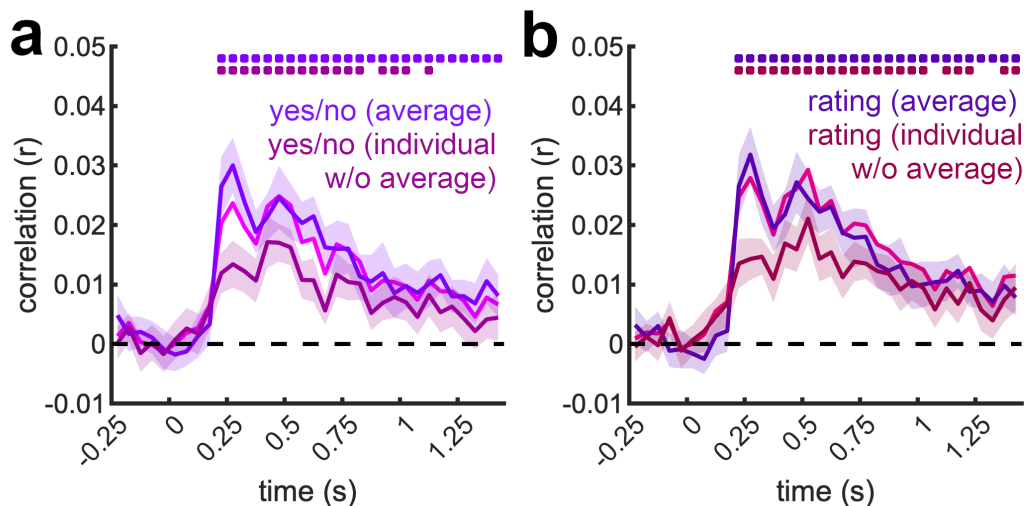 a
0.05
0.04
0.03
0.02
0.01
0
-0.01
correlation (r)
yes/no (average)
yes/no (individual
w/o average)
-0.25
0
0.25
0.5
0.75
1
1.25
time (s)
b
0.05
0.04
0.03
0.02
0.01
0
-0.01
correlation (r)
rating (average)
rating (individual
w/o average)
-0.25
0
0.25
0.5
0.75
1
1.25
time (s)